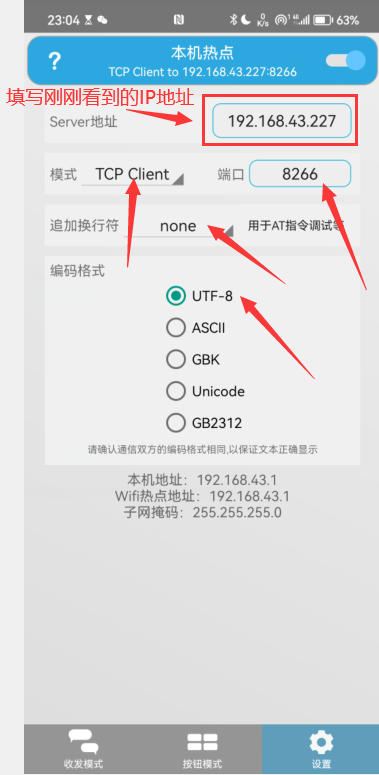 23:04 0 K/s 4G 63%
?
本机热点
TCP Client to 192.168.43.227:8266
填写刚刚看到的IP地址
Server地址 192.168.43.227
模式 TCP Client 端口 8266
追加换行符 none 用于AT指令调试等
编码格式
UTF-8
ASCII
GBK
Unicode
GB2312
请确认通信双方的编码格式相同,以保证文本正确显示
本机地址：192.168.43.1
Wifi热点地址：192.168.43.1
子网掩码：255.255.255.0
收发模式 按钮模式 设置